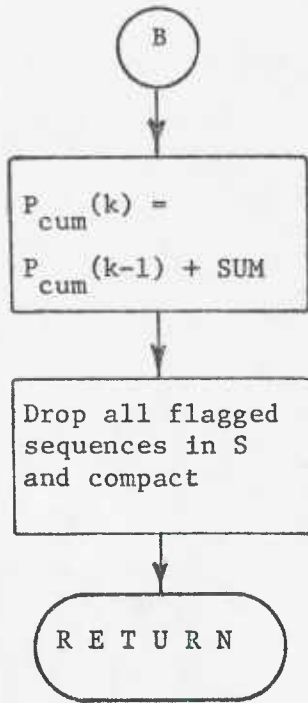 B
P_cum(k) =
P_cum(k-1) + SUM
Drop all flagged
sequences in S
and compact
R E T U R N